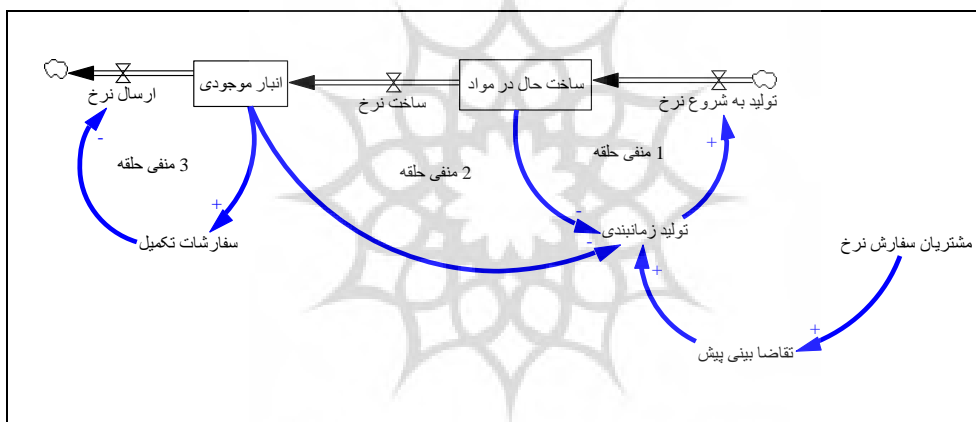 ارسال نرخ
انبار موجودی
ساخت نرخ
ساخت حال در مواد
تولید به شروع نرخ
-
3 منفی حلقه
+
2 منفی حلقه
1 منفی حلقه
+
-
سفارشات تکمیل
-
تولید زمانبندی
مشتریان سفارش نرخ
+
+
تقاضا بینی پیش